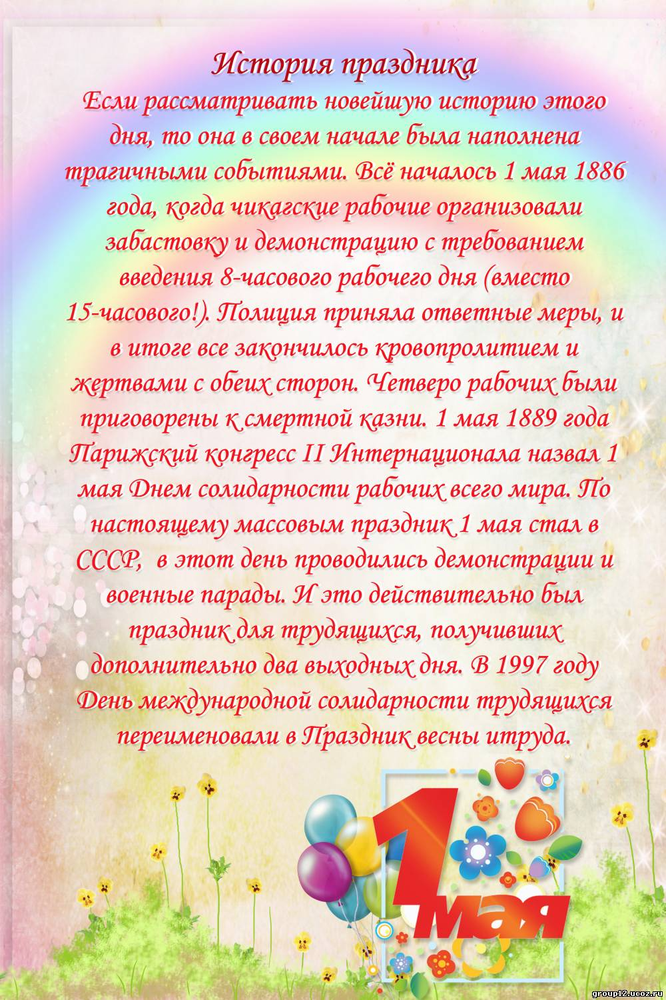 История праздника
Если рассматривать новейшую историю этого
дня, то она в своем начале была наполнена
трагичными событиями. Всё началось 1 мая 1886
года, когда чикагские рабочие организовали
забастовку и демонстрацию с требованием
введения 8-часового рабочего дня (вместо
15-часового!). Полиция приняла ответные меры, и
в итоге все закончилось кровопролитием и
жертвами с обеих сторон. Четверо рабочих были
приговорены к смертной казни. 1 мая 1889 года
Парижский конгресс II Интернационала назвал 1
мая Днем солидарности рабочих всего мира. По
настоящему массовым праздник 1 мая стал в
СССР, в этот день проводились демонстрации и
военные парады. И это действительно был
праздник для трудящихся, получивших
дополнительно два выходных дня. В 1997 году
День международной солидарности трудящихся
переименовали в Праздник весны итруда.
1
мая
group12.ucoz.ru